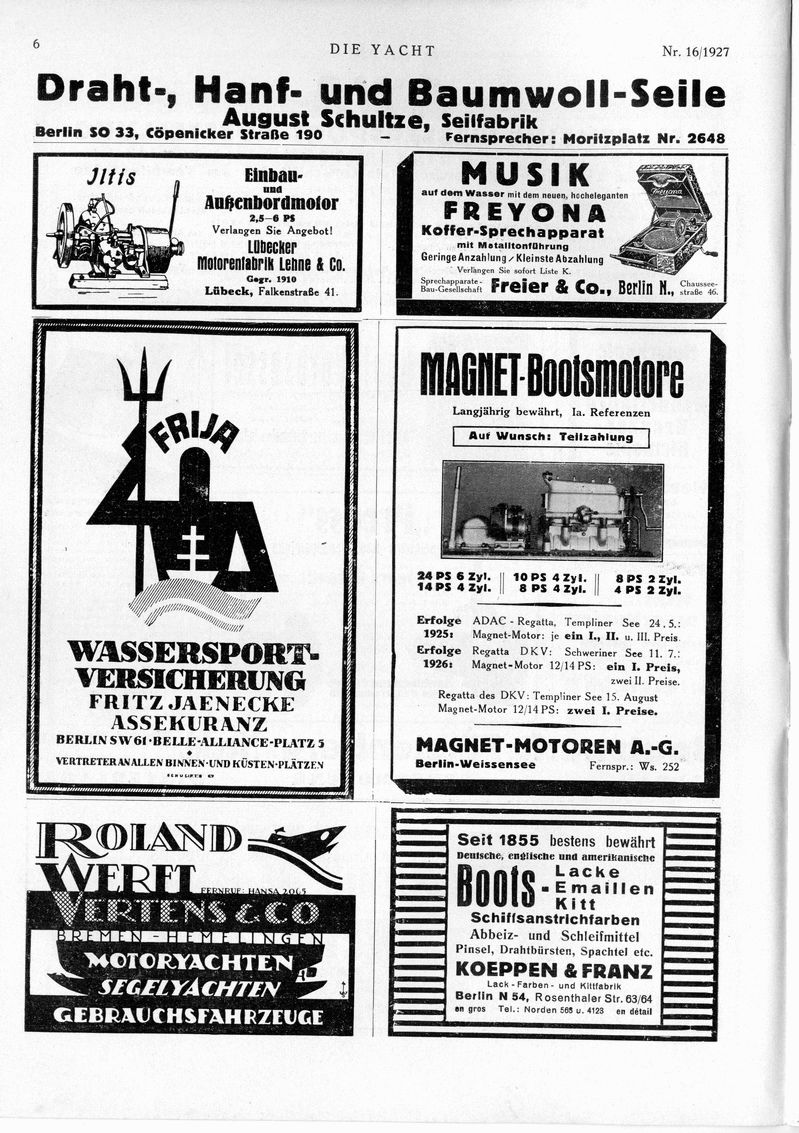 6
DIE YACHT
Nr. 16/1927
Draht-, Hanf- und Baumwoll-Seile
August Schultze, Seilfabrik
Berlin SO 33, Cöpenicker Straße 190 – Fernsprecher: Moritzplatz Nr. 2648
Iltis
Einbau-
und
Außenbordmotor
2,5–6 PS
Verlangen Sie Angebot!
Lübecker
Motorenfabrik Lehne & Co.
Gegr. 1910
Lübeck, Falkenstraße 41.
MUSIK
auf dem Wasser mit dem neuen, hocheleganten
FREYONA
Koffer-Sprechapparat
mit Metalltonführung
Geringe Anzahlung / Kleinste Abzahlung
Verlangen Sie sofort Liste K.
Sprechapparate-
Bau-Gesellschaft
Freier & Co., Berlin N.,
Chaussee-
straße 46.
Freyona
FRIJA
WASSERSPORT-
VERSICHERUNG
FRITZ JAENECKE
ASSEKURANZ
BERLIN SW 61·BELLE-ALLIANCE-PLATZ 5
VERTRETER AN ALLEN BINNEN-UND KÜSTEN-PLÄTZEN
MAGNET-Bootsmotore
Langjährig bewährt, Ia. Referenzen
Auf Wunsch: Teilzahlung
24 PS 6 Zyl. || 10 PS 4 Zyl. || 8 PS 2 Zyl.
14 PS 4 Zyl. || 8 PS 4 Zyl. || 4 PS 2 Zyl.
Erfolge ADAC-Regatta, Templiner See 24. 5.:
1925: Magnet-Motor: je ein I., II. u. III. Preis.
Erfolge Regatta DKV: Schweriner See 11. 7.:
1926: Magnet-Motor 12/14 PS: ein I. Preis,
zwei II. Preise.
Regatta des DKV: Templiner See 15. August
Magnet-Motor 12/14 PS: zwei I. Preise.
MAGNET-MOTOREN A.-G.
Berlin-Weissensee Fernspr.: Ws. 252
ROLAND
WERFT
FERNRUF: HANSA 2065
VERTENS & CO
BREMEN - HEMELINGEN
MOTORYACHTEN
SEGELYACHTEN
GEBRAUCHSFAHRZEUGE
Seit 1855 bestens bewährt
Deutsche, englische und amerikanische
Boots-
Lacke
Emaillen
Kitt
Schiffsanstrichfarben
Abbeiz- und Schleifmittel
Pinsel, Drahtbürsten, Spachtel etc.
KOEPPEN & FRANZ
Lack-Farben- und Kittfabrik
Berlin N 54, Rosenthaler Str. 63/64
en gros Tel.: Norden 568 u. 4123 en détail